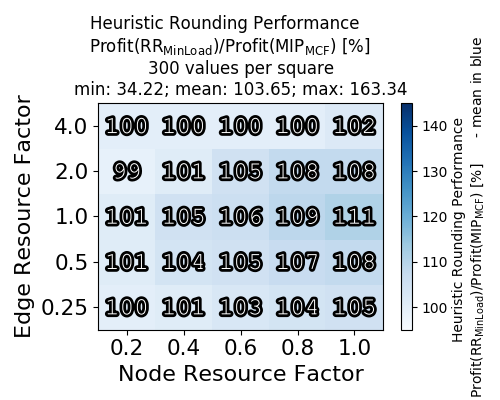 Heuristic Rounding Performance
Profit(RR_MinLoad)/Profit(MIP_MCF) [%]
300 values per square
min: 34.22; mean: 103.65; max: 163.34
Edge Resource Factor
4.0 100 100 100 100 102
2.0 99 101 105 108 108
1.0 101 105 106 109 111
0.5 101 104 105 107 108
0.25 100 101 103 104 105
0.2 0.4 0.6 0.8 1.0
Node Resource Factor
140
130
120
110
100
Heuristic Rounding Performance
Profit(RR_MinLoad)/Profit(MIP_MCF) [%] - mean in blue